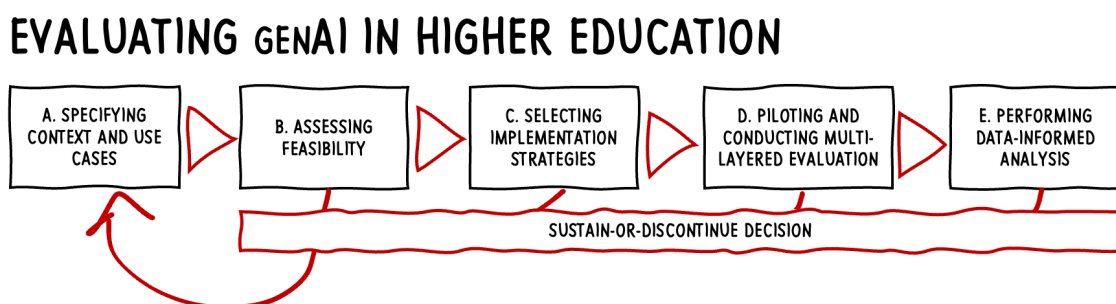 EVALUATING GENAI IN HIGHER EDUCATION
A. SPECIFYING
CONTEXT AND USE
CASES
B. ASSESSING
FEASIBILITY
C. SELECTING
IMPLEMENTATION
STRATEGIES
D. PILOTING AND
CONDUCTING MULTI-
LAYERED EVALUATION
E. PERFORMING
DATA-INFORMED
ANALYSIS
SUSTAIN-OR-DISCONTINUE DECISION